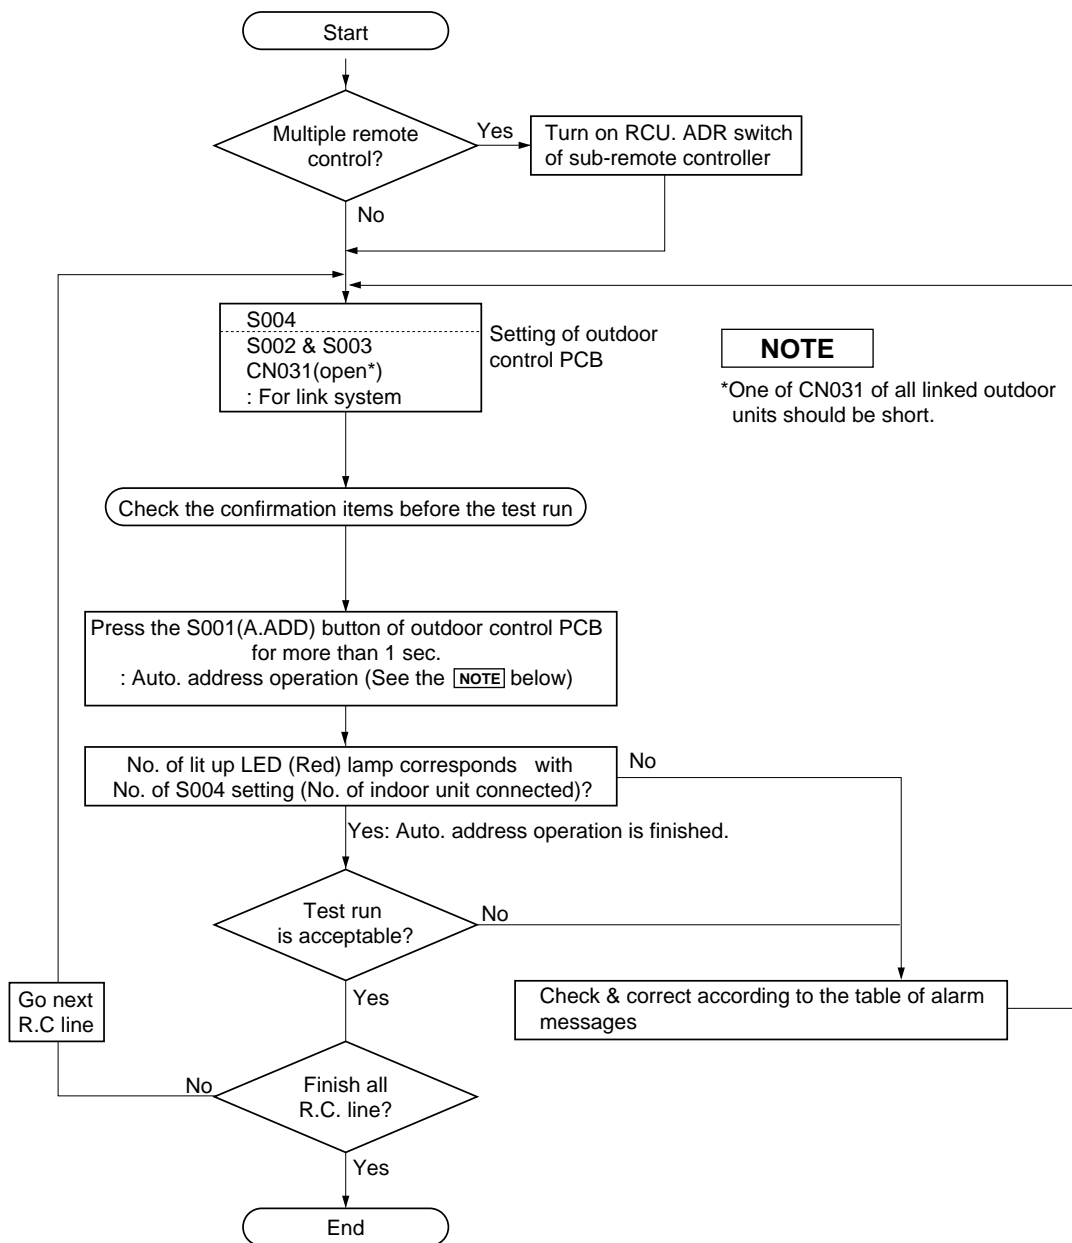 Start
Multiple remote
control?
Yes
Turn on RCU. ADR switch
of sub-remote controller
No
S004
S002 & S003
CN031(open*)
: For link system
Setting of outdoor
control PCB
NOTE
*One of CN031 of all linked outdoor
units should be short.
Check the confirmation items before the test run
Press the S001(A.ADD) button of outdoor control PCB
for more than 1 sec.
: Auto. address operation (See the NOTE below)
No. of lit up LED (Red) lamp corresponds with
No. of S004 setting (No. of indoor unit connected)?
No
Yes: Auto. address operation is finished.
Test run
is acceptable?
No
Yes
Check & correct according to the table of alarm
messages
Go next
R.C line
No
Finish all
R.C. line?
Yes
End